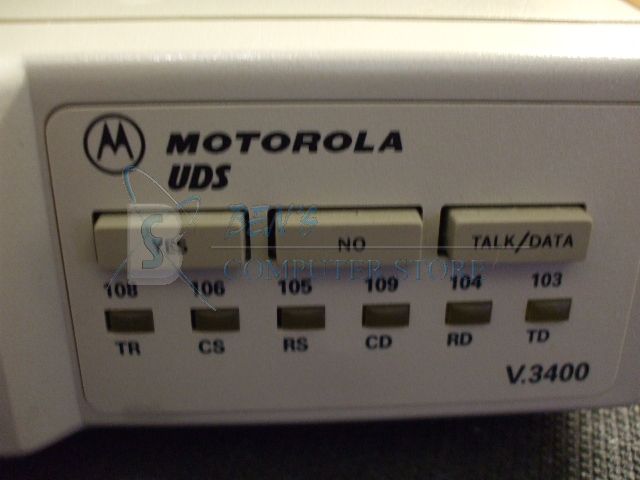 MOTOROLA
UDS
YES NO TALK/DATA
BEN'S
COMPUTER STORE
108 106 105 109 104 103
TR CS RS CD RD TD
V.3400